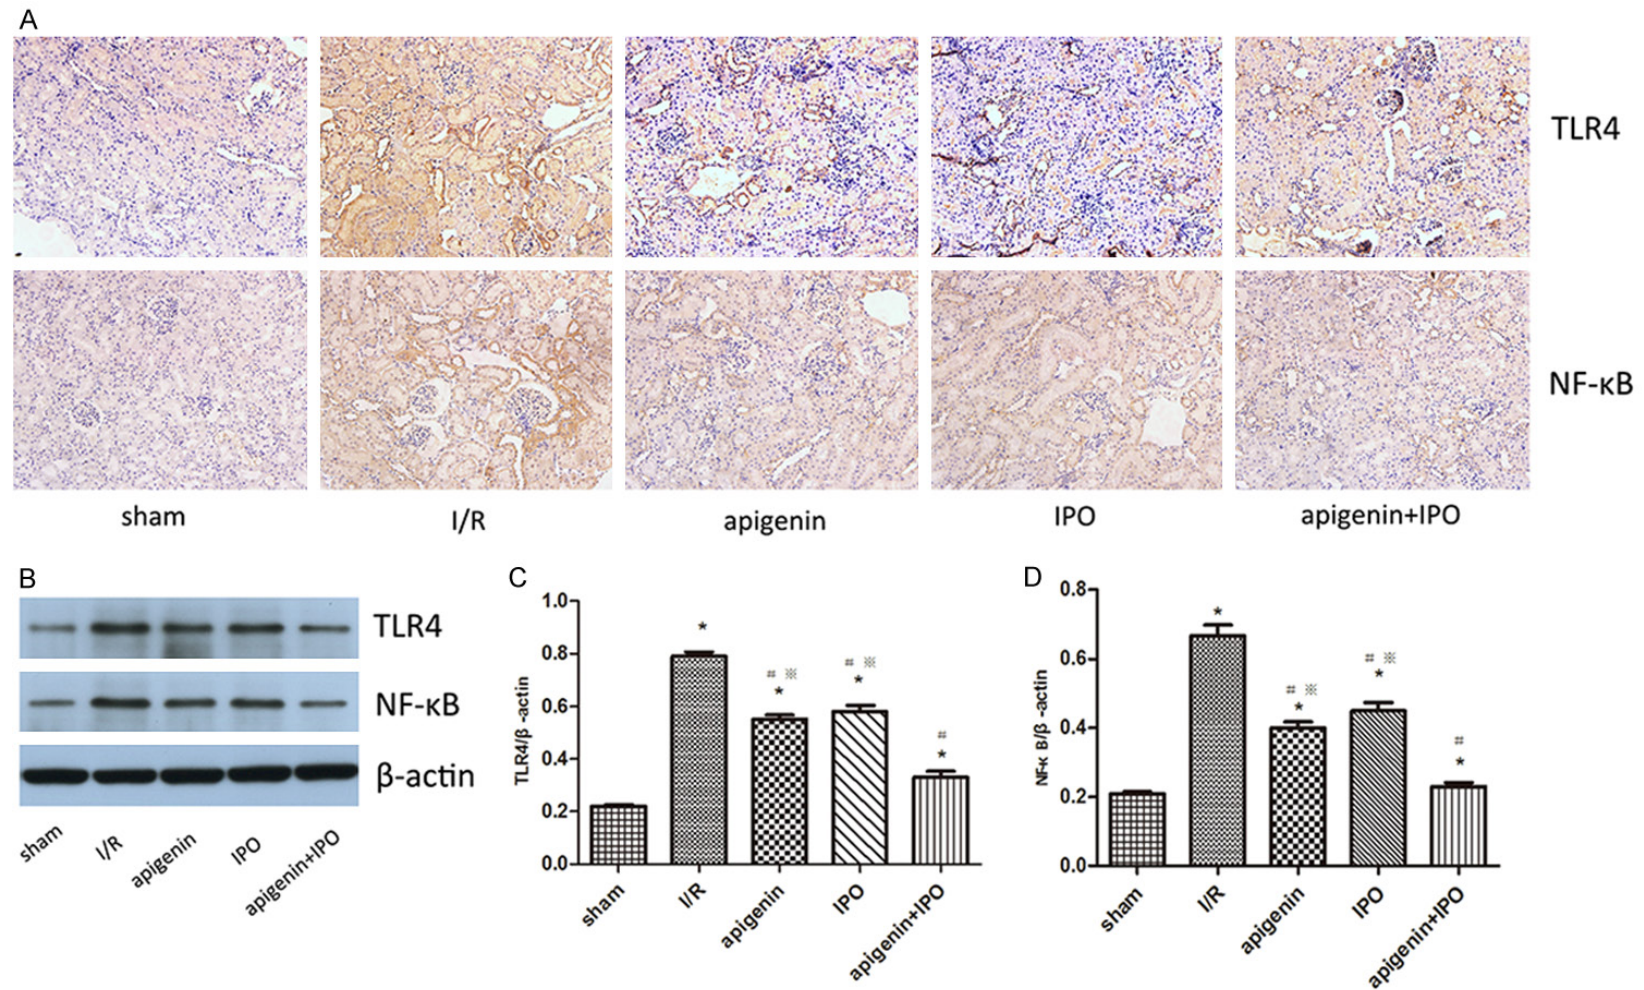 A
TLR4
NF-κB
sham I/R apigenin IPO apigenin+IPO
B
TLR4
NF-κB
β-actin
sham I/R apigenin IPO apigenin+IPO
C
TLR4/β -actin
1.0
0.8
0.6
0.4
0.2
0.0
*
# ※
*
# ※
*
#
*
sham I/R apigenin IPO apigenin+IPO
D
NF-κ B/β -actin
0.8
0.6
0.4
0.2
0.0
*
# ※
*
# ※
*
#
*
sham I/R apigenin IPO apigenin+IPO